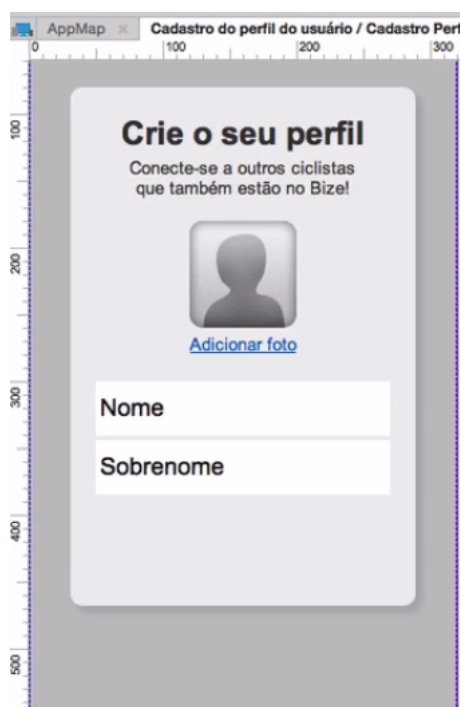 AppMap × Cadastro do perfil do usuário / Cadastro Perf
0 100 200 300
100
200
300
400
500
Crie o seu perfil
Conecte-se a outros ciclistas
que também estão no Bize!
Adicionar foto
Nome
Sobrenome